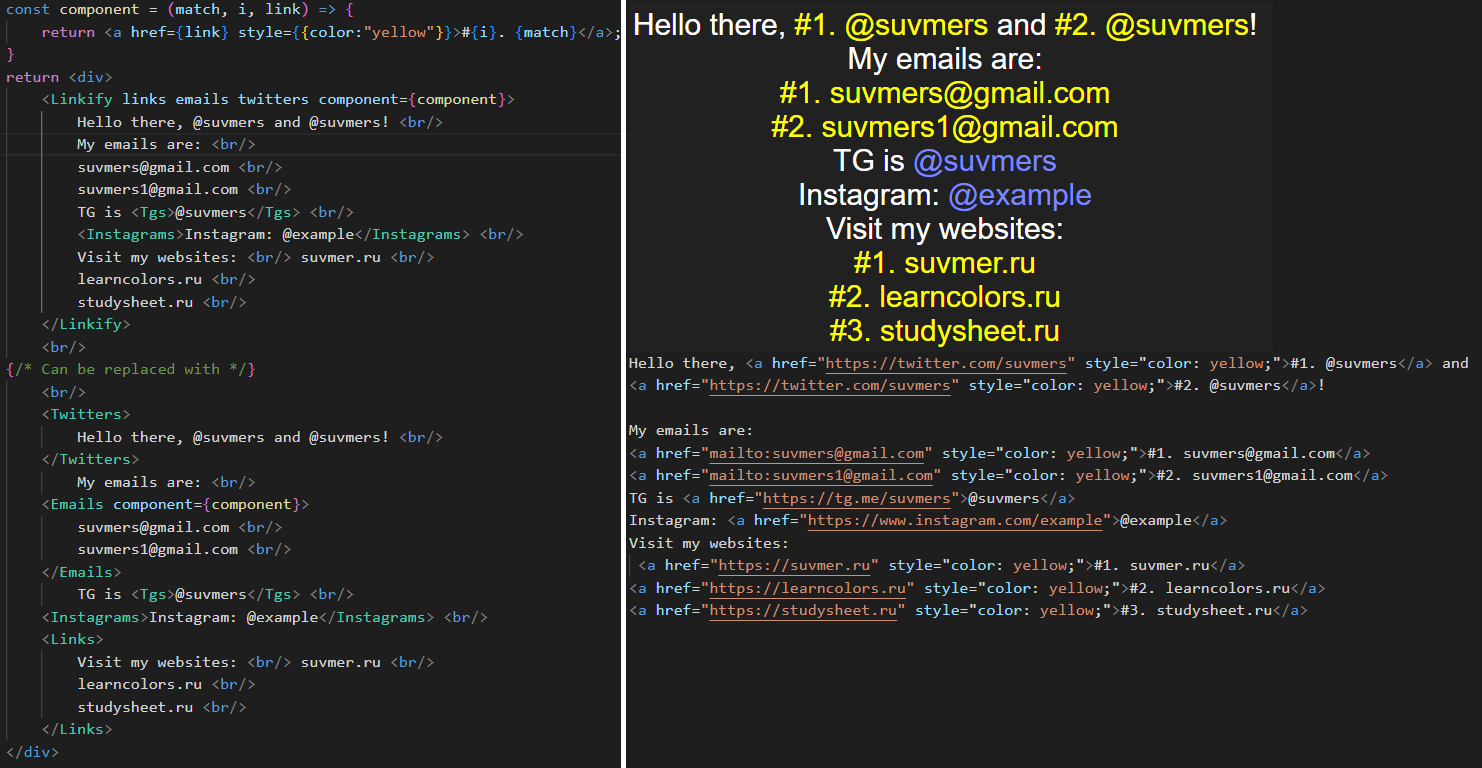 const component = (match, i, link) => {
    return <a href={link} style={{color:"yellow"}}>#{i}. {match}</a>;
}
return <div>
    <Linkify links emails twitters component={component}>
        Hello there, @suvmers and @suvmers! <br/>
        My emails are: <br/>
        suvmers@gmail.com <br/>
        suvmers1@gmail.com <br/>
        TG is <Tgs>@suvmers</Tgs> <br/>
        <Instagrams>Instagram: @example</Instagrams> <br/>
        Visit my websites: <br/> suvmer.ru <br/>
        learncolors.ru <br/>
        studysheet.ru <br/>
    </Linkify>
    <br/>
{/* Can be replaced with */}
    <br/>
    <Twitters>
        Hello there, @suvmers and @suvmers! <br/>
    </Twitters>
        My emails are: <br/>
    <Emails component={component}>
        suvmers@gmail.com <br/>
        suvmers1@gmail.com <br/>
    </Emails>
        TG is <Tgs>@suvmers</Tgs> <br/>
    <Instagrams>Instagram: @example</Instagrams> <br/>
    <Links>
        Visit my websites: <br/> suvmer.ru <br/>
        learncolors.ru <br/>
        studysheet.ru <br/>
    </Links>
</div>
Hello there, #1. @suvmers and #2. @suvmers!
My emails are:
#1. suvmers@gmail.com
#2. suvmers1@gmail.com
TG is @suvmers
Instagram: @example
Visit my websites:
#1. suvmer.ru
#2. learncolors.ru
#3. studysheet.ru
Hello there, <a href="https://twitter.com/suvmers" style="color: yellow;">#1. @suvmers</a> and
<a href="https://twitter.com/suvmers" style="color: yellow;">#2. @suvmers</a>!
My emails are:
<a href="mailto:suvmers@gmail.com" style="color: yellow;">#1. suvmers@gmail.com</a>
<a href="mailto:suvmers1@gmail.com" style="color: yellow;">#2. suvmers1@gmail.com</a>
TG is <a href="https://tg.me/suvmers">@suvmers</a>
Instagram: <a href="https://www.instagram.com/example">@example</a>
Visit my websites:
 <a href="https://suvmer.ru" style="color: yellow;">#1. suvmer.ru</a>
<a href="https://learncolors.ru" style="color: yellow;">#2. learncolors.ru</a>
<a href="https://studysheet.ru" style="color: yellow;">#3. studysheet.ru</a>